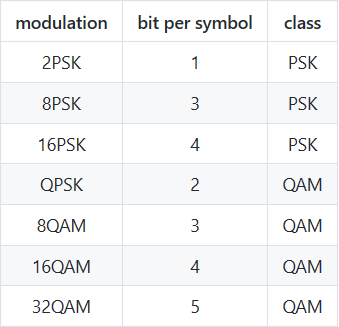 modulation bit per symbol class
2PSK 1 PSK
8PSK 3 PSK
16PSK 4 PSK
QPSK 2 QAM
8QAM 3 QAM
16QAM 4 QAM
32QAM 5 QAM